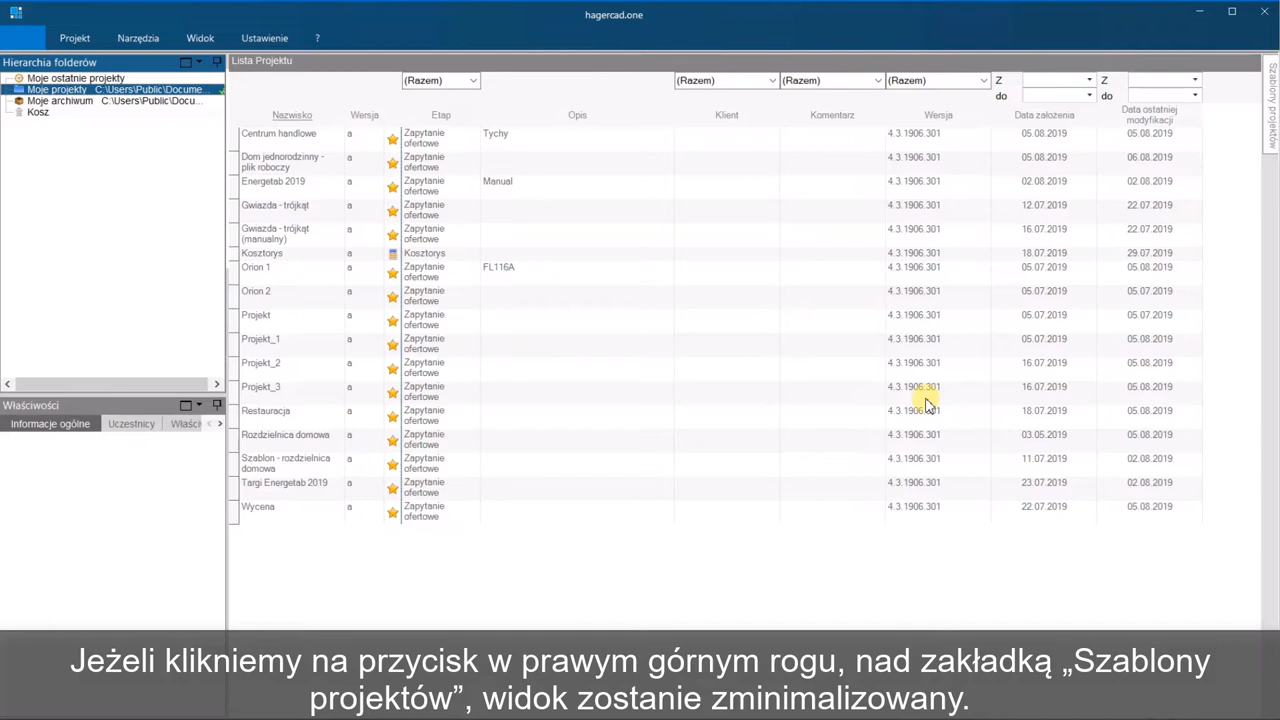 hagercad.one
Projekt Narzędzia Widok Ustawienie ?
Hierarchia folderów
Moje ostatnie projekty
Moje projekty C:\Users\Public\Docume...
Moje archiwum C:\Users\Public\Docu...
Kosz
Właściwości
Informacje ogólne Uczestnicy Właści
Lista Projektu
(Razem) (Razem) (Razem) (Razem) Z Z
do do
Nazwisko Wersja Etap Opis Klient Komentarz Wersja Data założenia Data ostatniej
modyfikacji
Centrum handlowe a Zapytanie Tychy 4.3.1906.301 05.08.2019 05.08.2019
ofertowe
Dom jednorodzinny - a Zapytanie 4.3.1906.301 05.08.2019 06.08.2019
plik roboczy ofertowe
Energetab 2019 a Zapytanie Manual 4.3.1906.301 02.08.2019 02.08.2019
ofertowe
Gwiazda - trójkąt a Zapytanie 4.3.1906.301 12.07.2019 22.07.2019
ofertowe
Gwiazda - trójkąt a Zapytanie 4.3.1906.301 16.07.2019 22.07.2019
(manualny) ofertowe
Kosztorys a Kosztorys 4.3.1906.301 18.07.2019 29.07.2019
Orion 1 a Zapytanie FL116A 4.3.1906.301 05.07.2019 05.08.2019
ofertowe
Orion 2 a Zapytanie 4.3.1906.301 05.07.2019 05.08.2019
ofertowe
Projekt a Zapytanie 4.3.1906.301 05.07.2019 05.07.2019
ofertowe
Projekt_1 a Zapytanie 4.3.1906.301 05.07.2019 05.08.2019
ofertowe
Projekt_2 a Zapytanie 4.3.1906.301 16.07.2019 05.08.2019
ofertowe
Projekt_3 a Zapytanie 4.3.1906.301 16.07.2019 05.08.2019
ofertowe
Restauracja a Zapytanie 4.3.1906.301 18.07.2019 05.08.2019
ofertowe
Rozdzielnica domowa a Zapytanie 4.3.1906.301 03.05.2019 05.08.2019
ofertowe
Szablon - rozdzielnica a Zapytanie 4.3.1906.301 11.07.2019 02.08.2019
domowa ofertowe
Targi Energetab 2019 a Zapytanie 4.3.1906.301 23.07.2019 02.08.2019
ofertowe
Wycena a Zapytanie 4.3.1906.301 22.07.2019 05.08.2019
ofertowe
Szablony projektów
Jeżeli klikniemy na przycisk w prawym górnym rogu, nad zakładką „Szablony
projektów”, widok zostanie zminimalizowany.